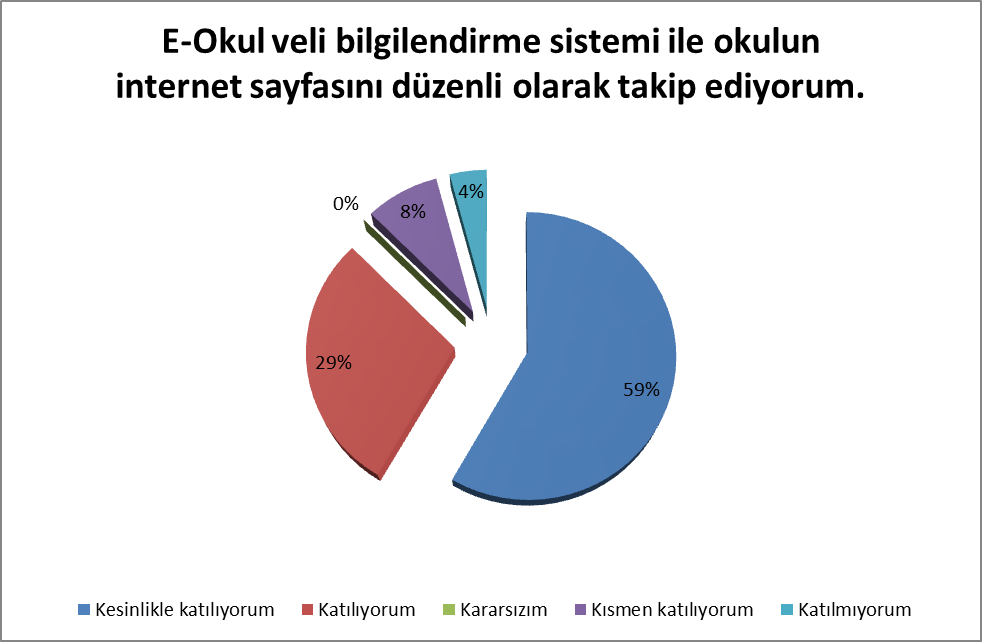 E-Okul veli bilgilendirme sistemi ile okulun
internet sayfasını düzenli olarak takip ediyorum.
4%
8%
0%
29%
59%
Kesinlikle katılıyorum Katılıyorum Kararsızım Kısmen katılıyorum Katılmıyorum